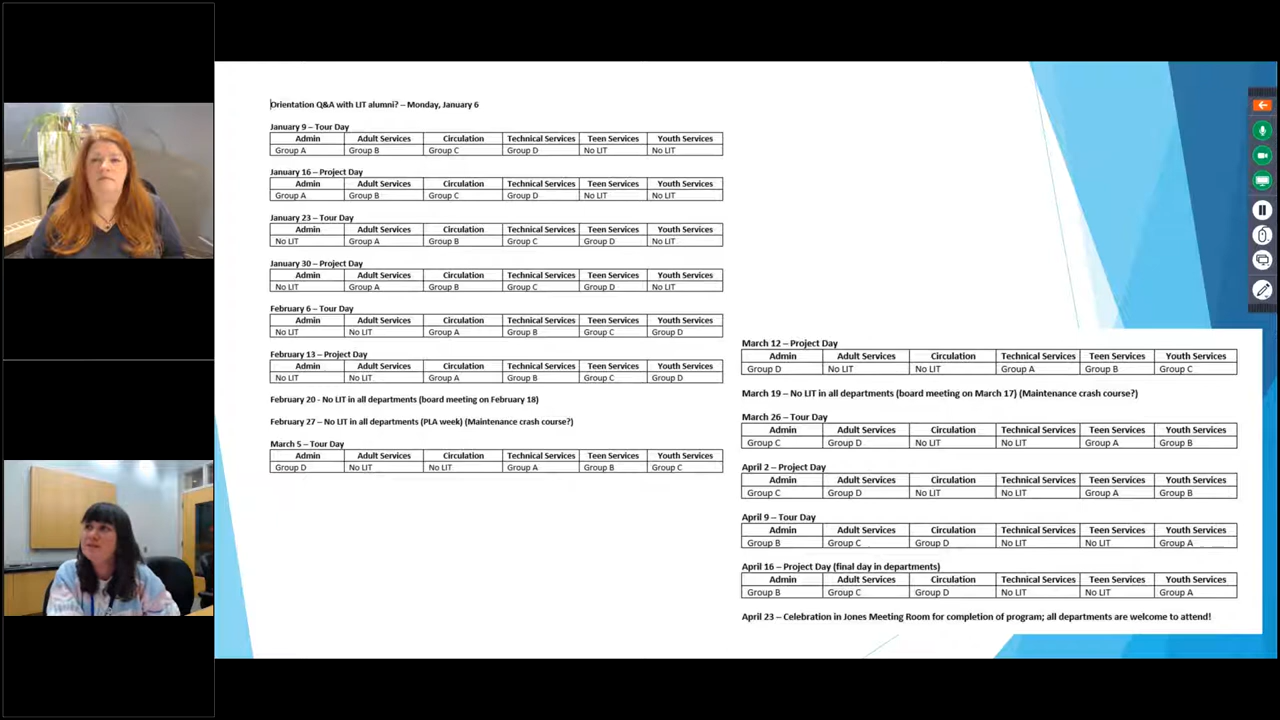 Orientation Q&A with LIT alumni? – Monday, January 6
January 9 – Tour Day
Admin Adult Services Circulation Technical Services Teen Services Youth Services
Group A Group B Group C Group D No LIT No LIT
January 16 – Project Day
Admin Adult Services Circulation Technical Services Teen Services Youth Services
Group A Group B Group C Group D No LIT No LIT
January 23 – Tour Day
Admin Adult Services Circulation Technical Services Teen Services Youth Services
No LIT Group A Group B Group C Group D No LIT
January 30 – Project Day
Admin Adult Services Circulation Technical Services Teen Services Youth Services
No LIT Group A Group B Group C Group D No LIT
February 6 – Tour Day
Admin Adult Services Circulation Technical Services Teen Services Youth Services
No LIT No LIT Group A Group B Group C Group D
February 13 – Project Day
Admin Adult Services Circulation Technical Services Teen Services Youth Services
No LIT No LIT Group A Group B Group C Group D
February 20 - No LIT in all departments (board meeting on February 18)
February 27 – No LIT in all departments (PLA week) (Maintenance crash course?)
March 5 – Tour Day
Admin Adult Services Circulation Technical Services Teen Services Youth Services
Group D No LIT No LIT Group A Group B Group C
March 12 – Project Day
Admin Adult Services Circulation Technical Services Teen Services Youth Services
Group D No LIT No LIT Group A Group B Group C
March 19 – No LIT in all departments (board meeting on March 17) (Maintenance crash course?)
March 26 – Tour Day
Admin Adult Services Circulation Technical Services Teen Services Youth Services
Group C Group D No LIT No LIT Group A Group B
April 2 – Project Day
Admin Adult Services Circulation Technical Services Teen Services Youth Services
Group C Group D No LIT No LIT Group A Group B
April 9 – Tour Day
Admin Adult Services Circulation Technical Services Teen Services Youth Services
Group B Group C Group D No LIT No LIT Group A
April 16 – Project Day (final day in departments)
Admin Adult Services Circulation Technical Services Teen Services Youth Services
Group B Group C Group D No LIT No LIT Group A
April 23 – Celebration in Jones Meeting Room for completion of program; all departments are welcome to attend!